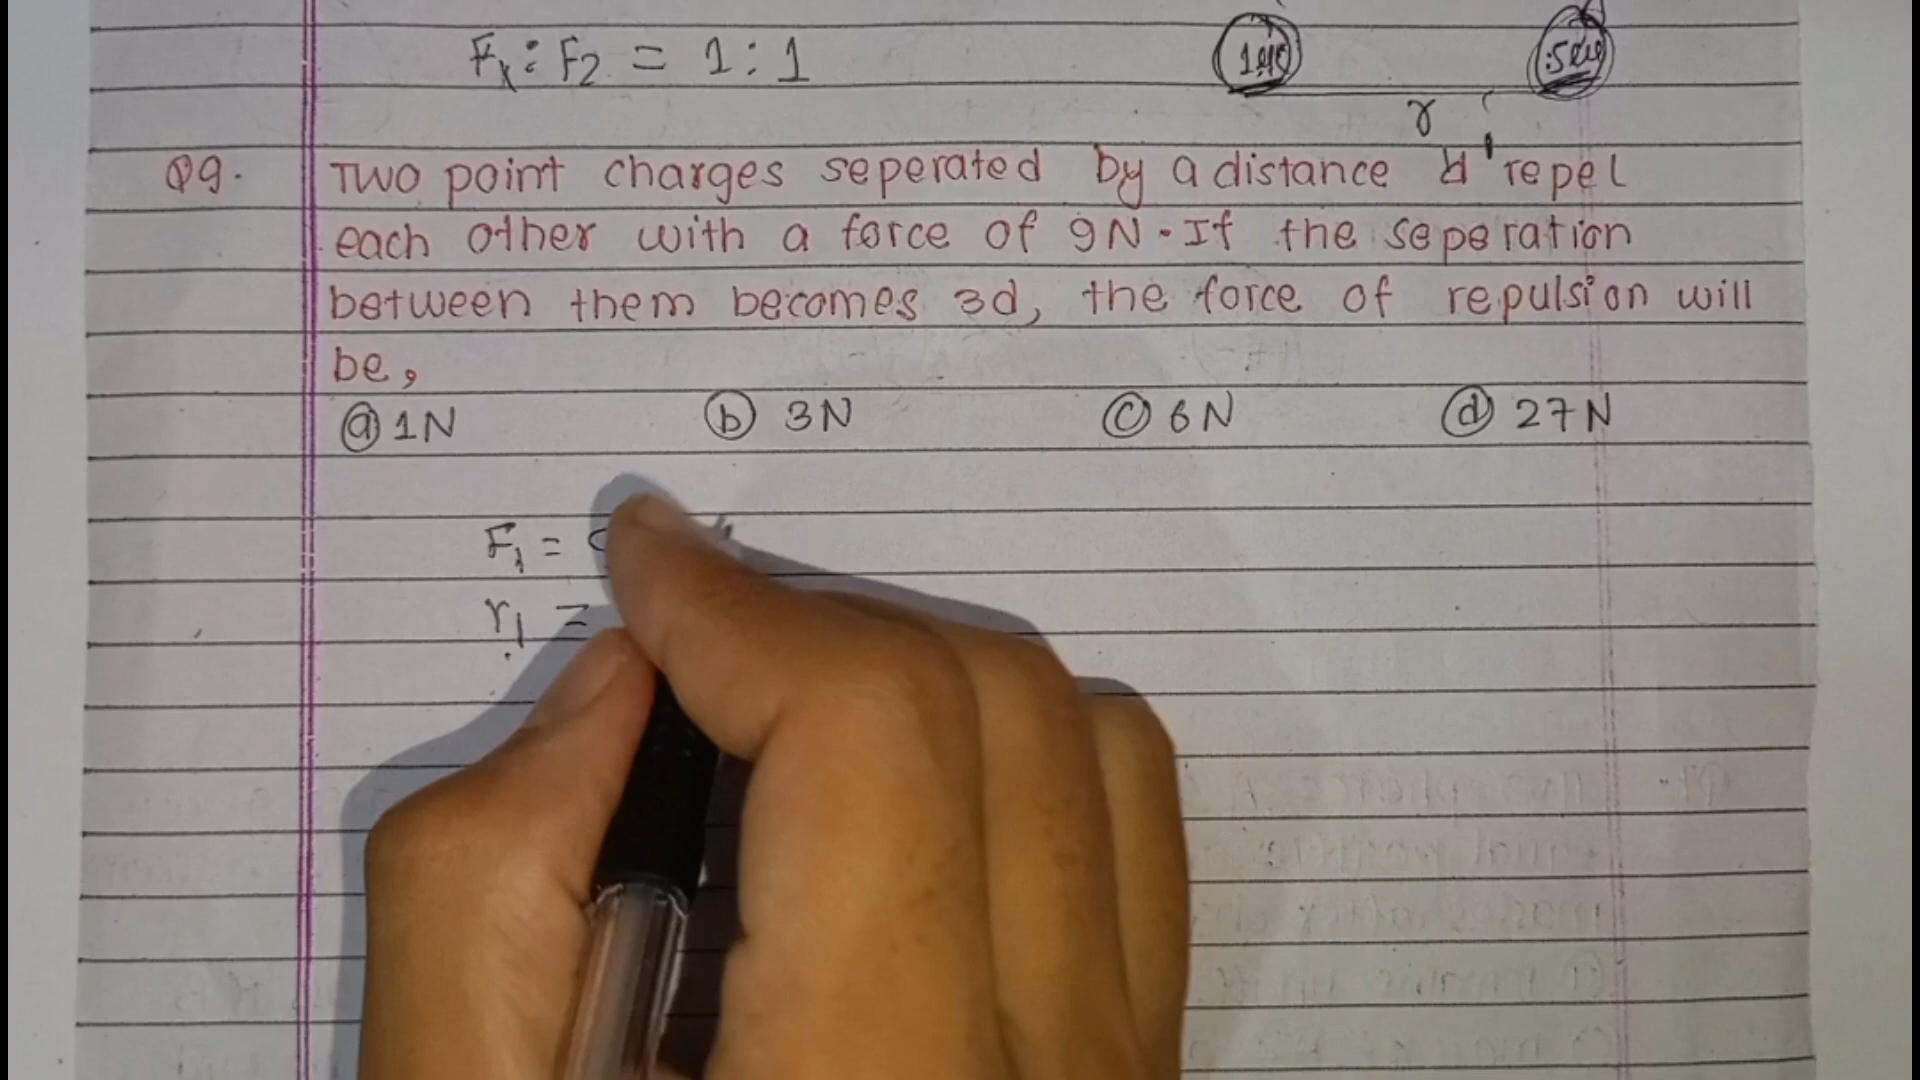 F1 : F2 = 1 : 1
r
Q9. Two point charges seperated by a distance 'd' repel
each other with a force of 9N. If the seperation
between them becomes 3d, the force of repulsion will
be,
(a) 1N (b) 3N (c) 6N (d) 27N
F1 =
r1 =